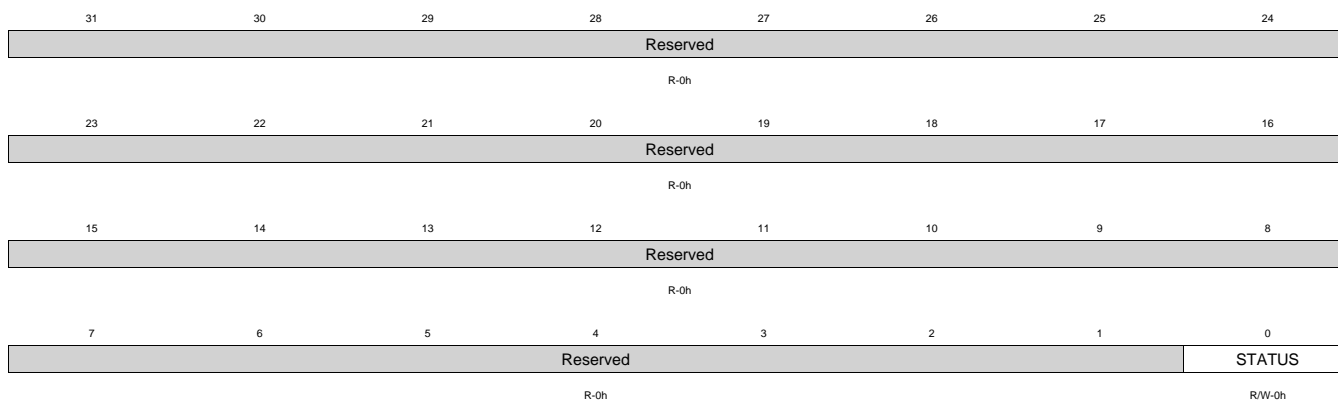 31 30 29 28 27 26 25 24
Reserved
R-0h
23 22 21 20 19 18 17 16
Reserved
R-0h
15 14 13 12 11 10 9 8
Reserved
R-0h
7 6 5 4 3 2 1 0
Reserved STATUS
R-0h R/W-0h